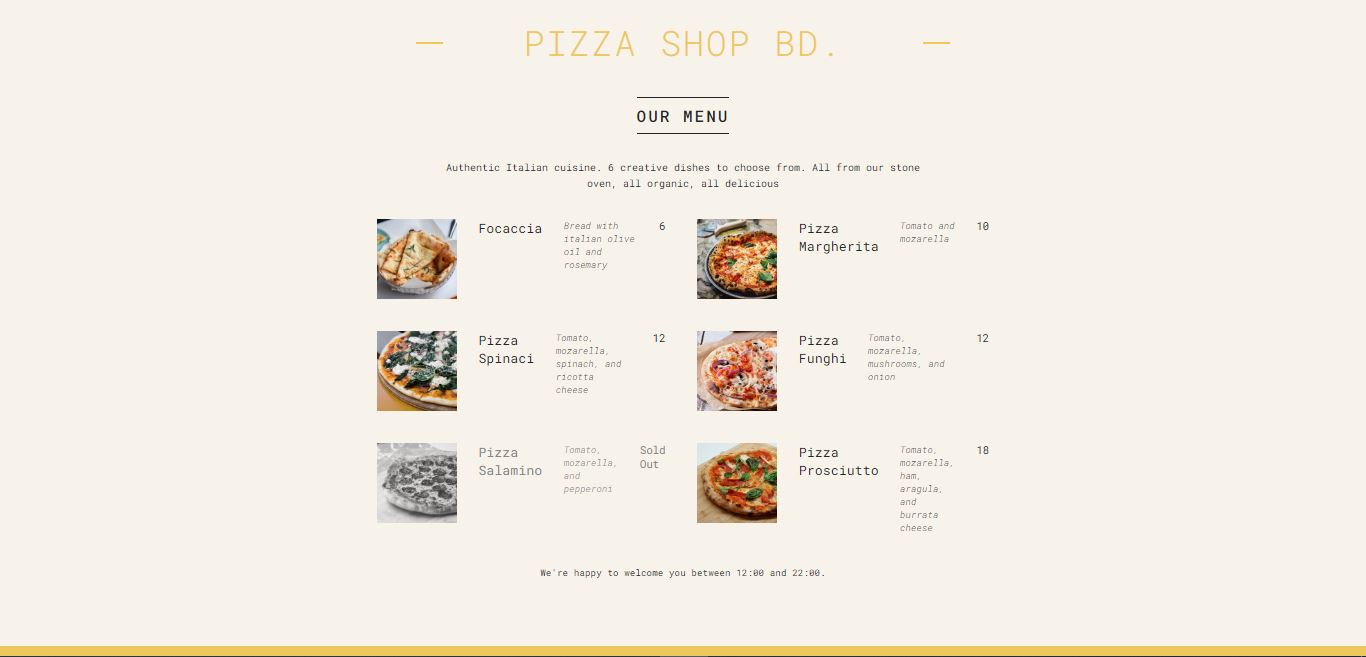 PIZZA SHOP BD.
OUR MENU
Authentic Italian cuisine. 6 creative dishes to choose from. All from our stone
oven, all organic, all delicious
Focaccia
Bread with
italian olive
oil and
rosemary
6
Pizza
Margherita
Tomato and
mozarella
10
Pizza
Spinaci
Tomato,
mozarella,
spinach, and
ricotta
cheese
12
Pizza
Funghi
Tomato,
mozarella,
mushrooms, and
onion
12
Pizza
Salamino
Tomato,
mozarella,
and
pepperoni
Sold
Out
Pizza
Prosciutto
Tomato,
mozarella,
ham,
aragula,
and
burrata
cheese
18
We're happy to welcome you between 12:00 and 22:00.